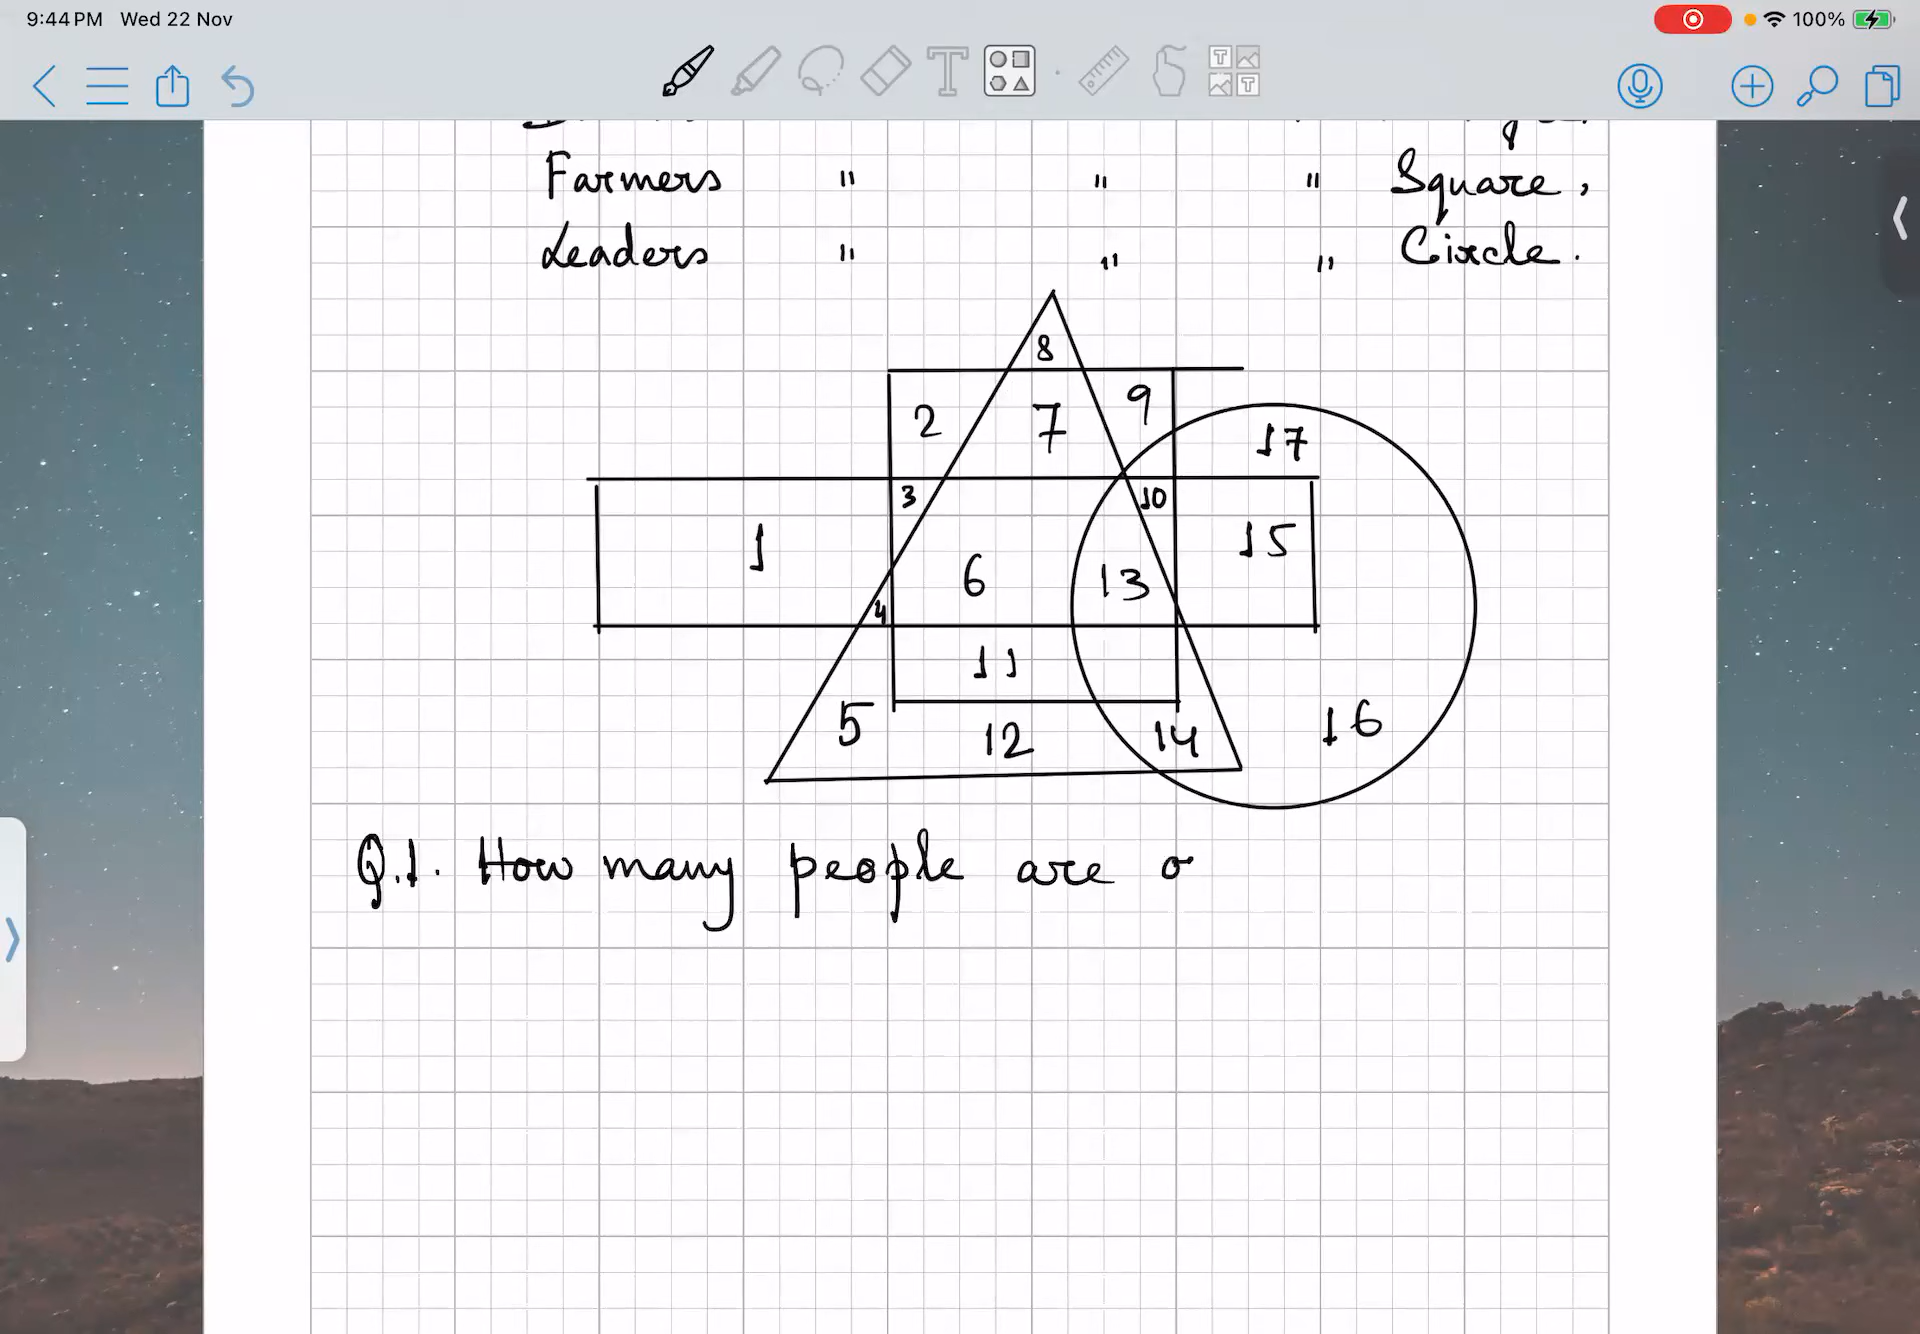 9:44 PM Wed 22 Nov
100%
Farmers " " " Square,
Leaders " " " Circle.
8
2 7 9
17
3 10
1 15
6 13
4
11
5 12 14 16
Q.1. How many people are o